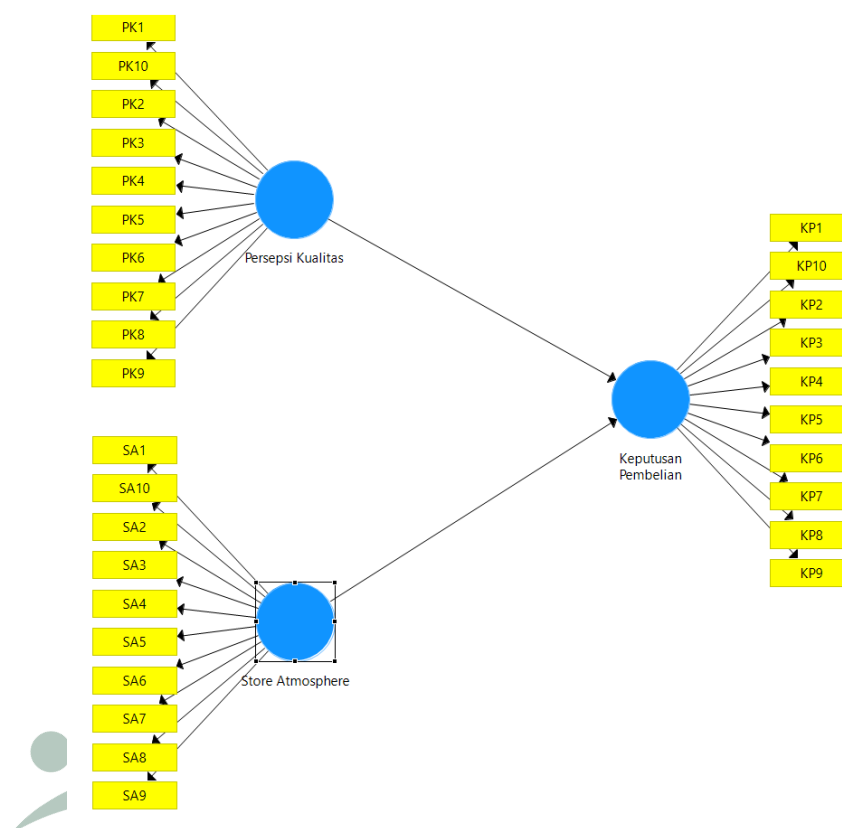 PK1
PK10
PK2
PK3
PK4
PK5
PK6
PK7
PK8
PK9
Persepsi Kualitas
SA1
SA10
SA2
SA3
SA4
SA5
SA6
SA7
SA8
SA9
Store Atmosphere
Keputusan
Pembelian
KP1
KP10
KP2
KP3
KP4
KP5
KP6
KP7
KP8
KP9